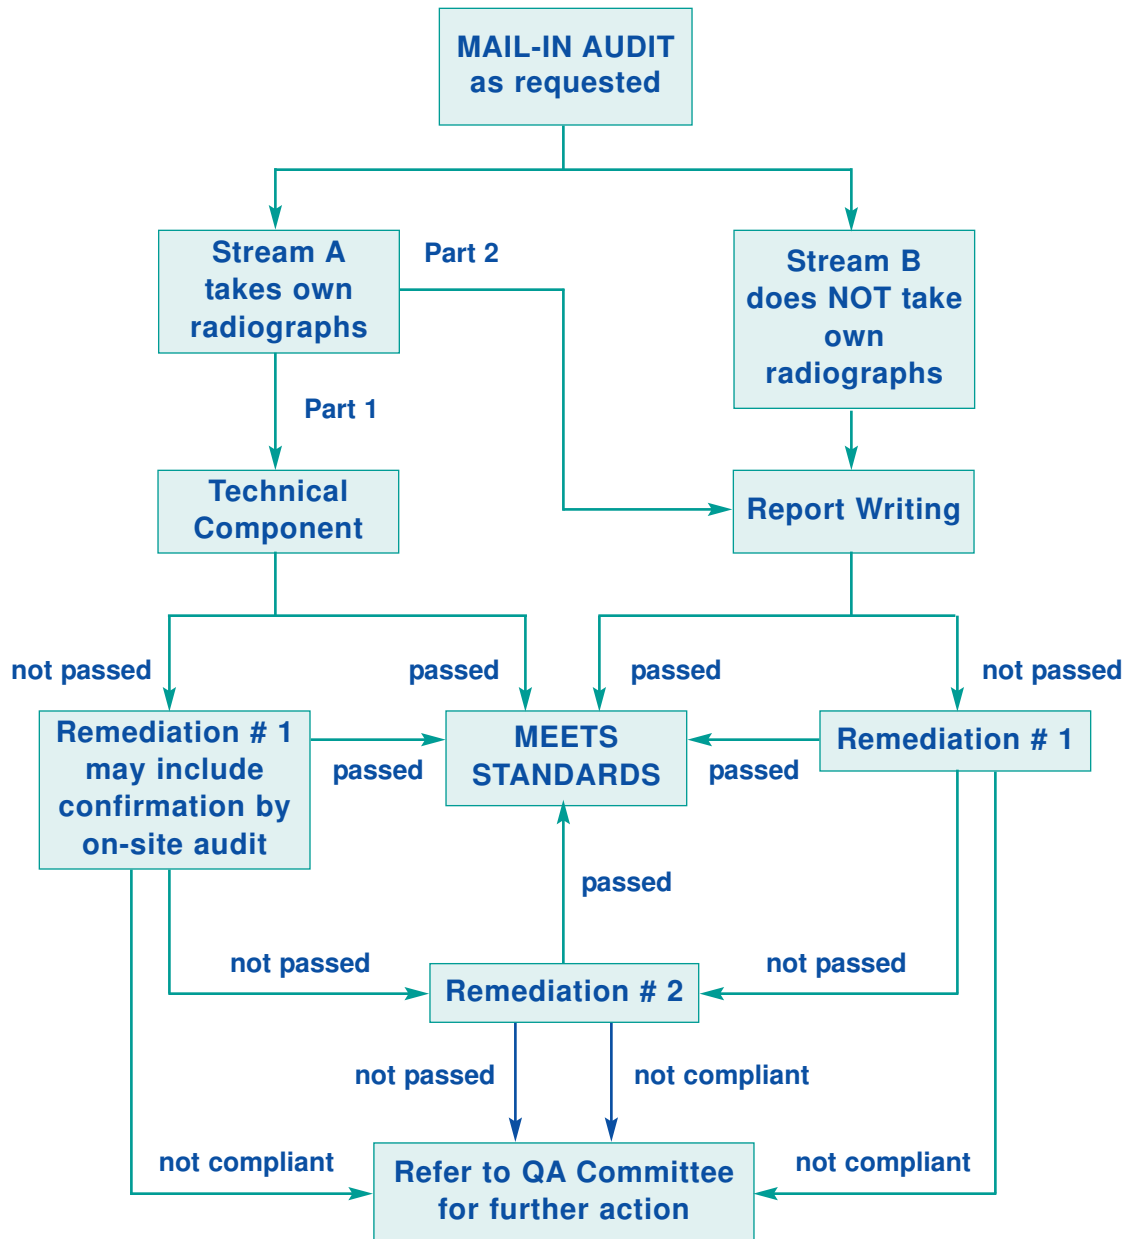 MAIL-IN AUDIT
as requested
Stream A
takes own
radiographs
Part 2
Stream B
does NOT take
own
radiographs
Part 1
Technical
Component
Report Writing
not passed
passed
passed
not passed
Remediation # 1
may include
confirmation by
on-site audit
passed
MEETS
STANDARDS
passed
Remediation # 1
passed
not passed
Remediation # 2
not passed
not passed
not compliant
not compliant
Refer to QA Committee
for further action
not compliant